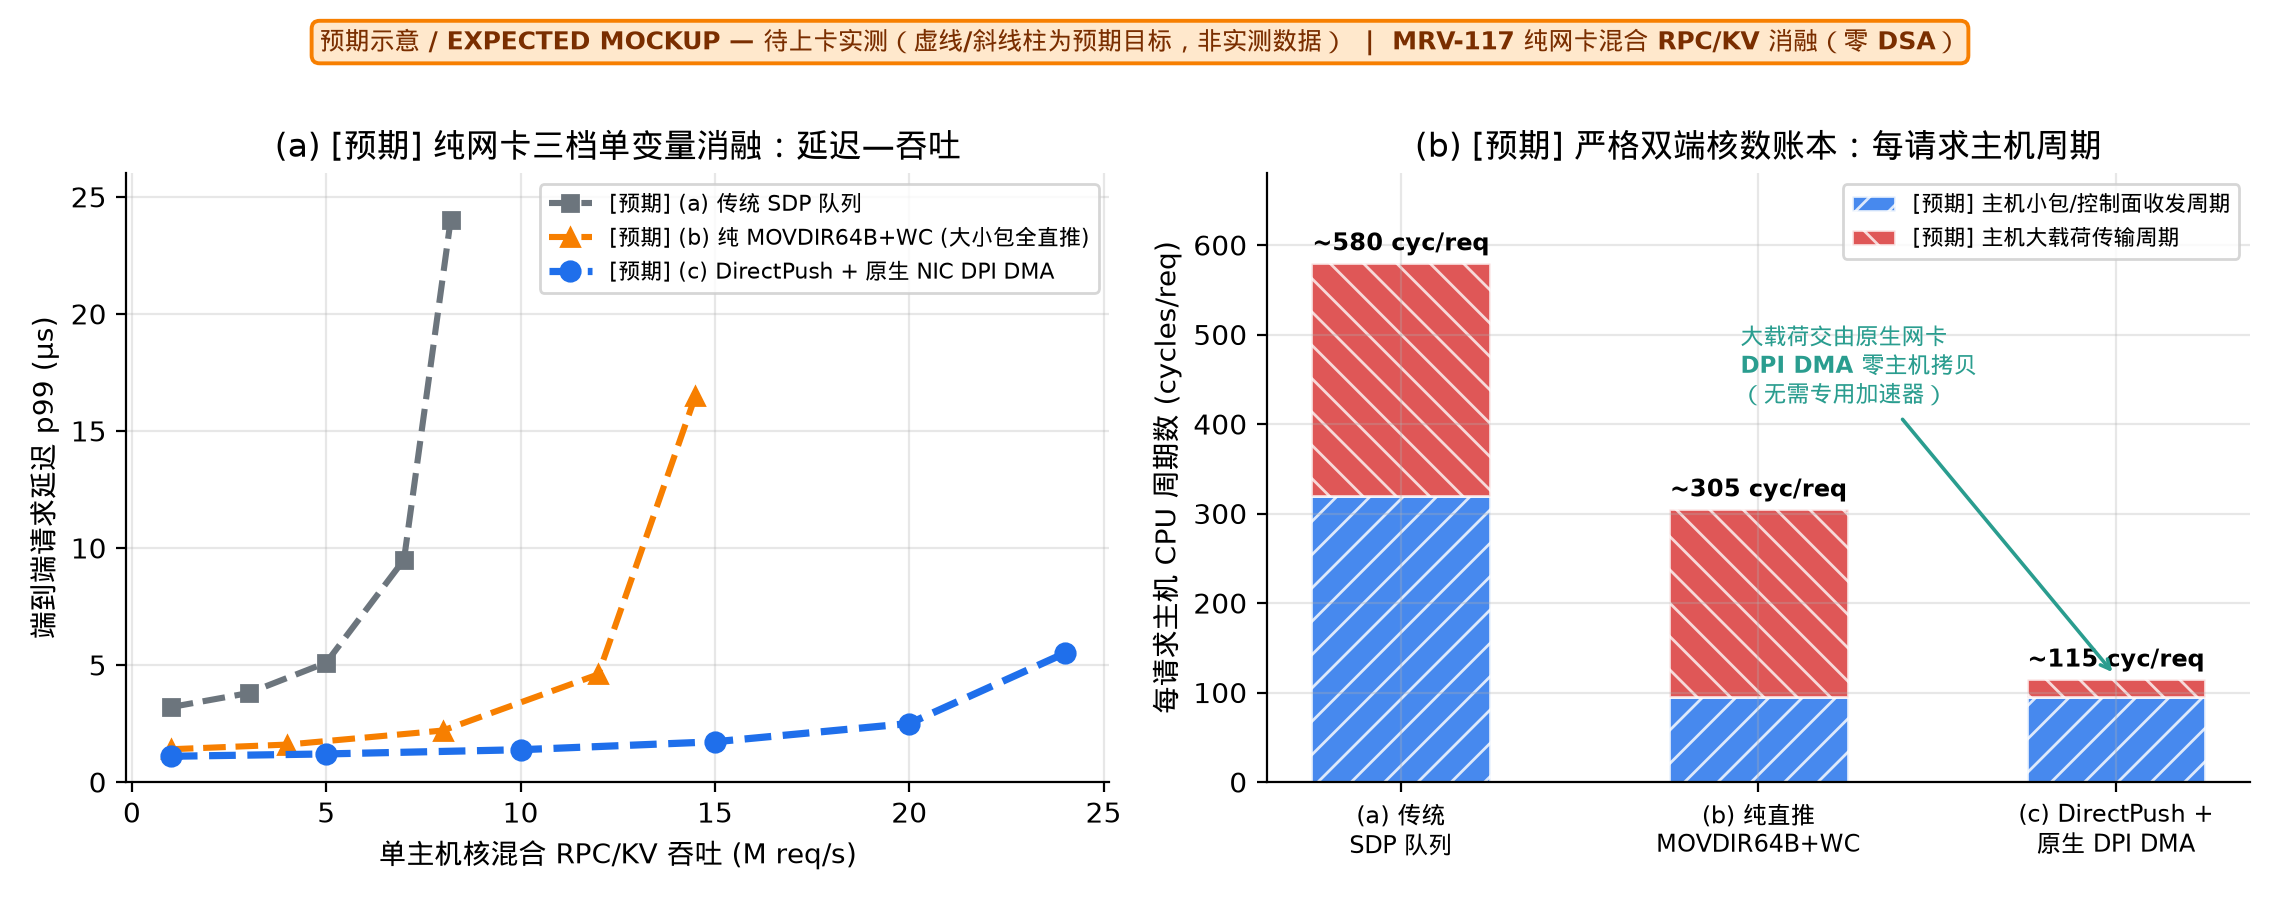 预期示意 / EXPECTED MOCKUP — 待上卡实测（虚线/斜线柱为预期目标，非实测数据） | MRV-117 纯网卡混合 RPC/KV 消融（零 DSA）
(a) [预期] 纯网卡三档单变量消融：延迟—吞吐
端到端请求延迟 p99 (μs)
25
20
15
10
5
0
[预期] (a) 传统 SDP 队列
[预期] (b) 纯 MOVDIR64B+WC (大小包全直推)
[预期] (c) DirectPush + 原生 NIC DPI DMA
0
5
10
15
20
25
单主机核混合 RPC/KV 吞吐 (M req/s)
(b) [预期] 严格双端核数账本：每请求主机周期
每请求主机 CPU 周期数 (cycles/req)
600
500
400
300
200
100
0
[预期] 主机小包/控制面收发周期
[预期] 主机大载荷传输周期
~580 cyc/req
大载荷交由原生网卡
DPI DMA 零主机拷贝
（无需专用加速器）
~305 cyc/req
~115 cyc/req
(a) 传统
SDP 队列
(b) 纯直推
MOVDIR64B+WC
(c) DirectPush +
原生 DPI DMA